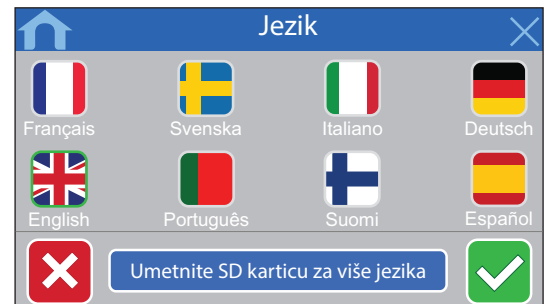 Jezik
Français Svenska Italiano Deutsch
English Português Suomi Español
Umetnite SD karticu za više jezika